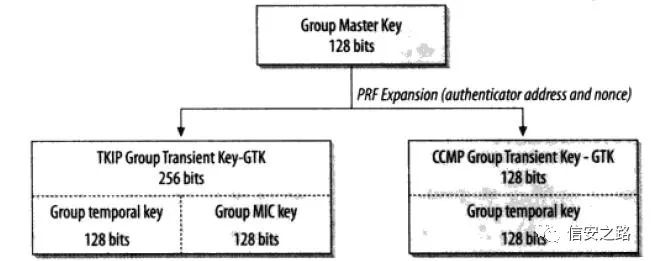 Group Master Key
128 bits
PRF Expansion (authenticator address and nonce)
TKIP Group Transient Key-GTK
256 bits
Group temporal key
128 bits
Group MIC key
128 bits
CCMP Group Transient Key - GTK
128 bits
Group temporal key
128 bits
信安之路